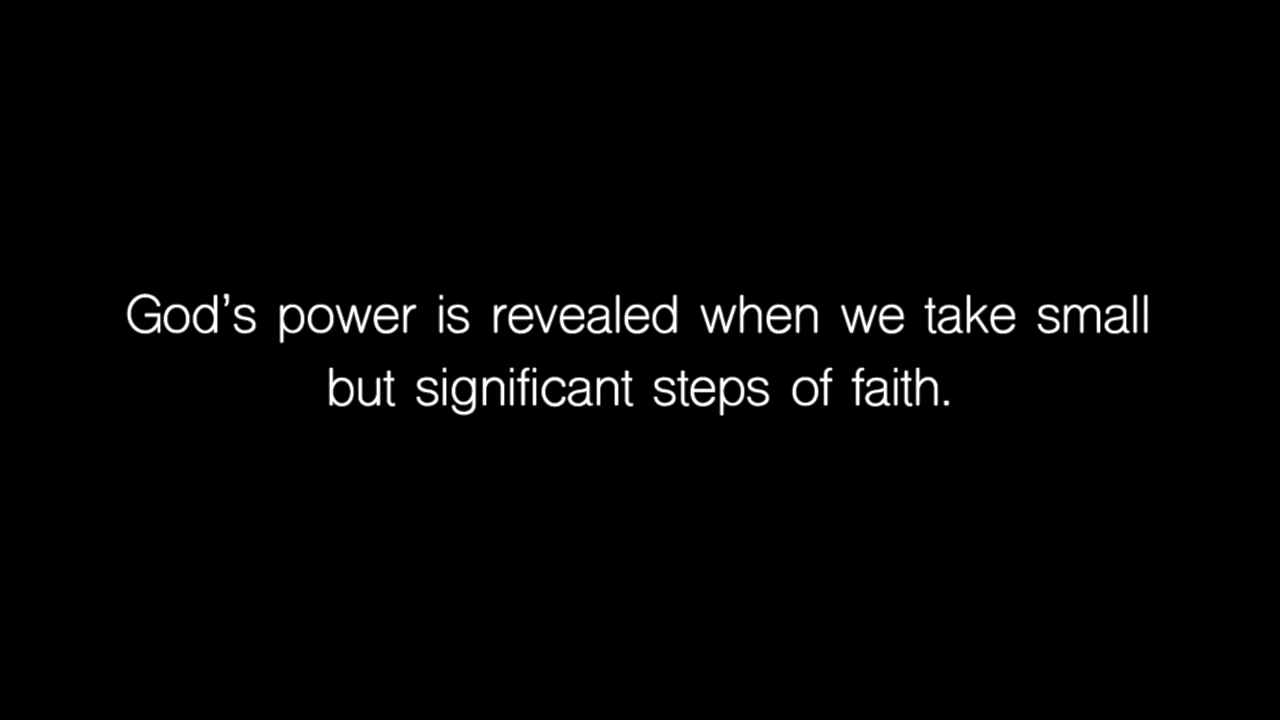 God’s power is revealed when we take small
but significant steps of faith.